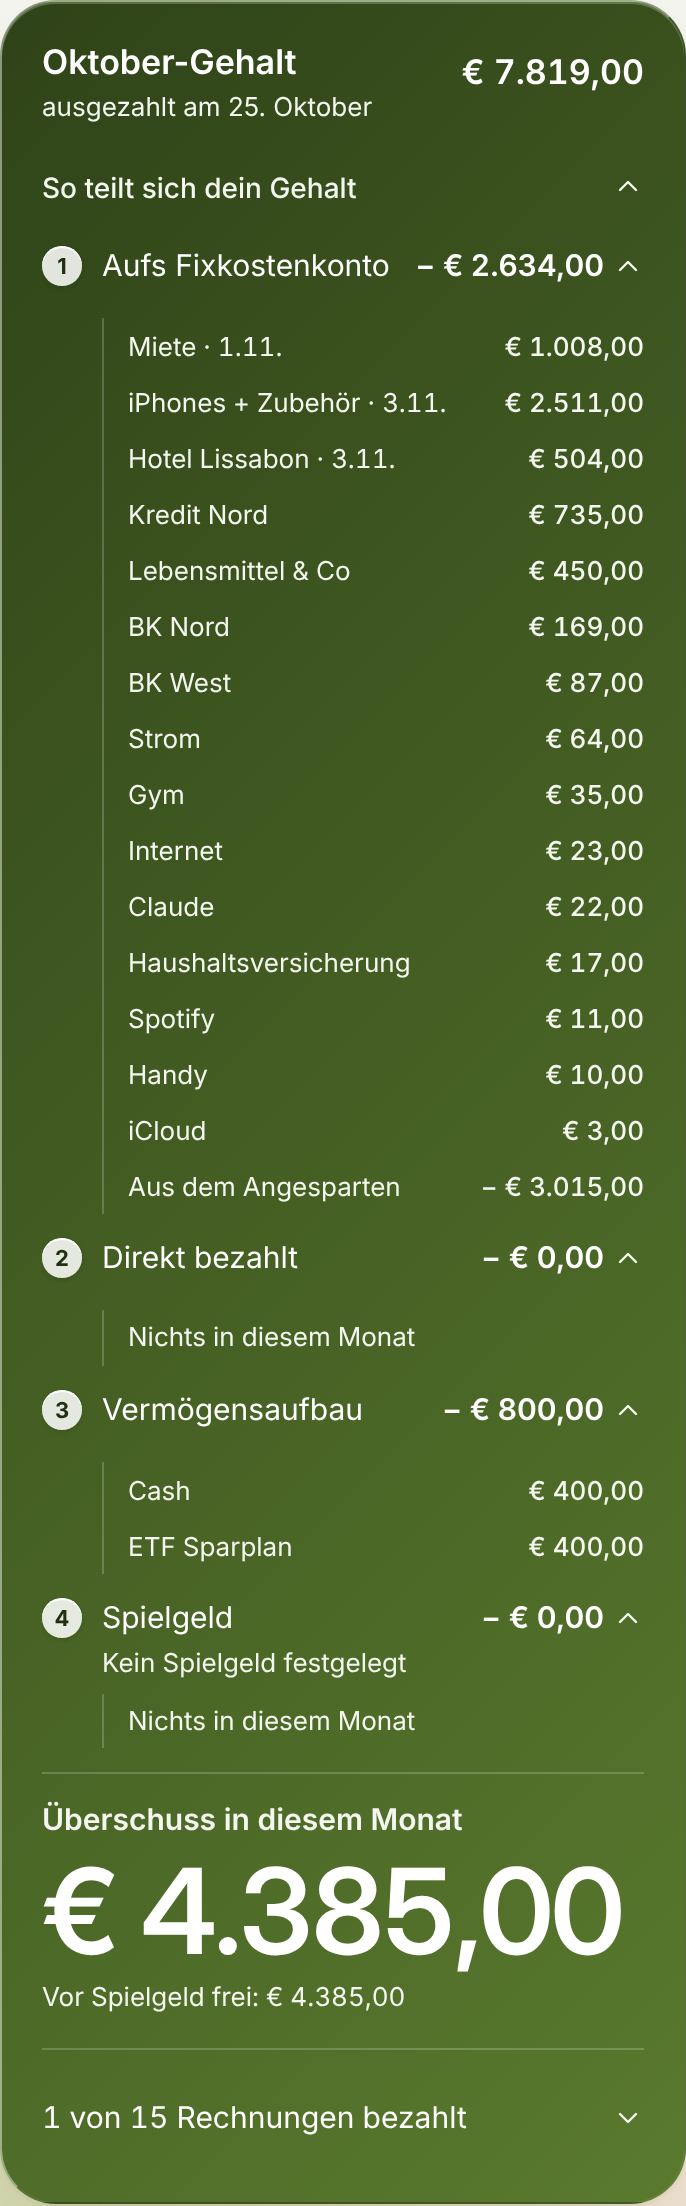 Oktober-Gehalt
€ 7.819,00
ausgezahlt am 25. Oktober
So teilt sich dein Gehalt
1 Aufs Fixkostenkonto – € 2.634,00
Miete · 1.11. € 1.008,00
iPhones + Zubehör · 3.11. € 2.511,00
Hotel Lissabon · 3.11. € 504,00
Kredit Nord € 735,00
Lebensmittel & Co € 450,00
BK Nord € 169,00
BK West € 87,00
Strom € 64,00
Gym € 35,00
Internet € 23,00
Claude € 22,00
Haushaltsversicherung € 17,00
Spotify € 11,00
Handy € 10,00
iCloud € 3,00
Aus dem Angesparten – € 3.015,00
2 Direkt bezahlt – € 0,00
Nichts in diesem Monat
3 Vermögensaufbau – € 800,00
Cash € 400,00
ETF Sparplan € 400,00
4 Spielgeld – € 0,00
Kein Spielgeld festgelegt
Nichts in diesem Monat
Überschuss in diesem Monat
€ 4.385,00
Vor Spielgeld frei: € 4.385,00
1 von 15 Rechnungen bezahlt